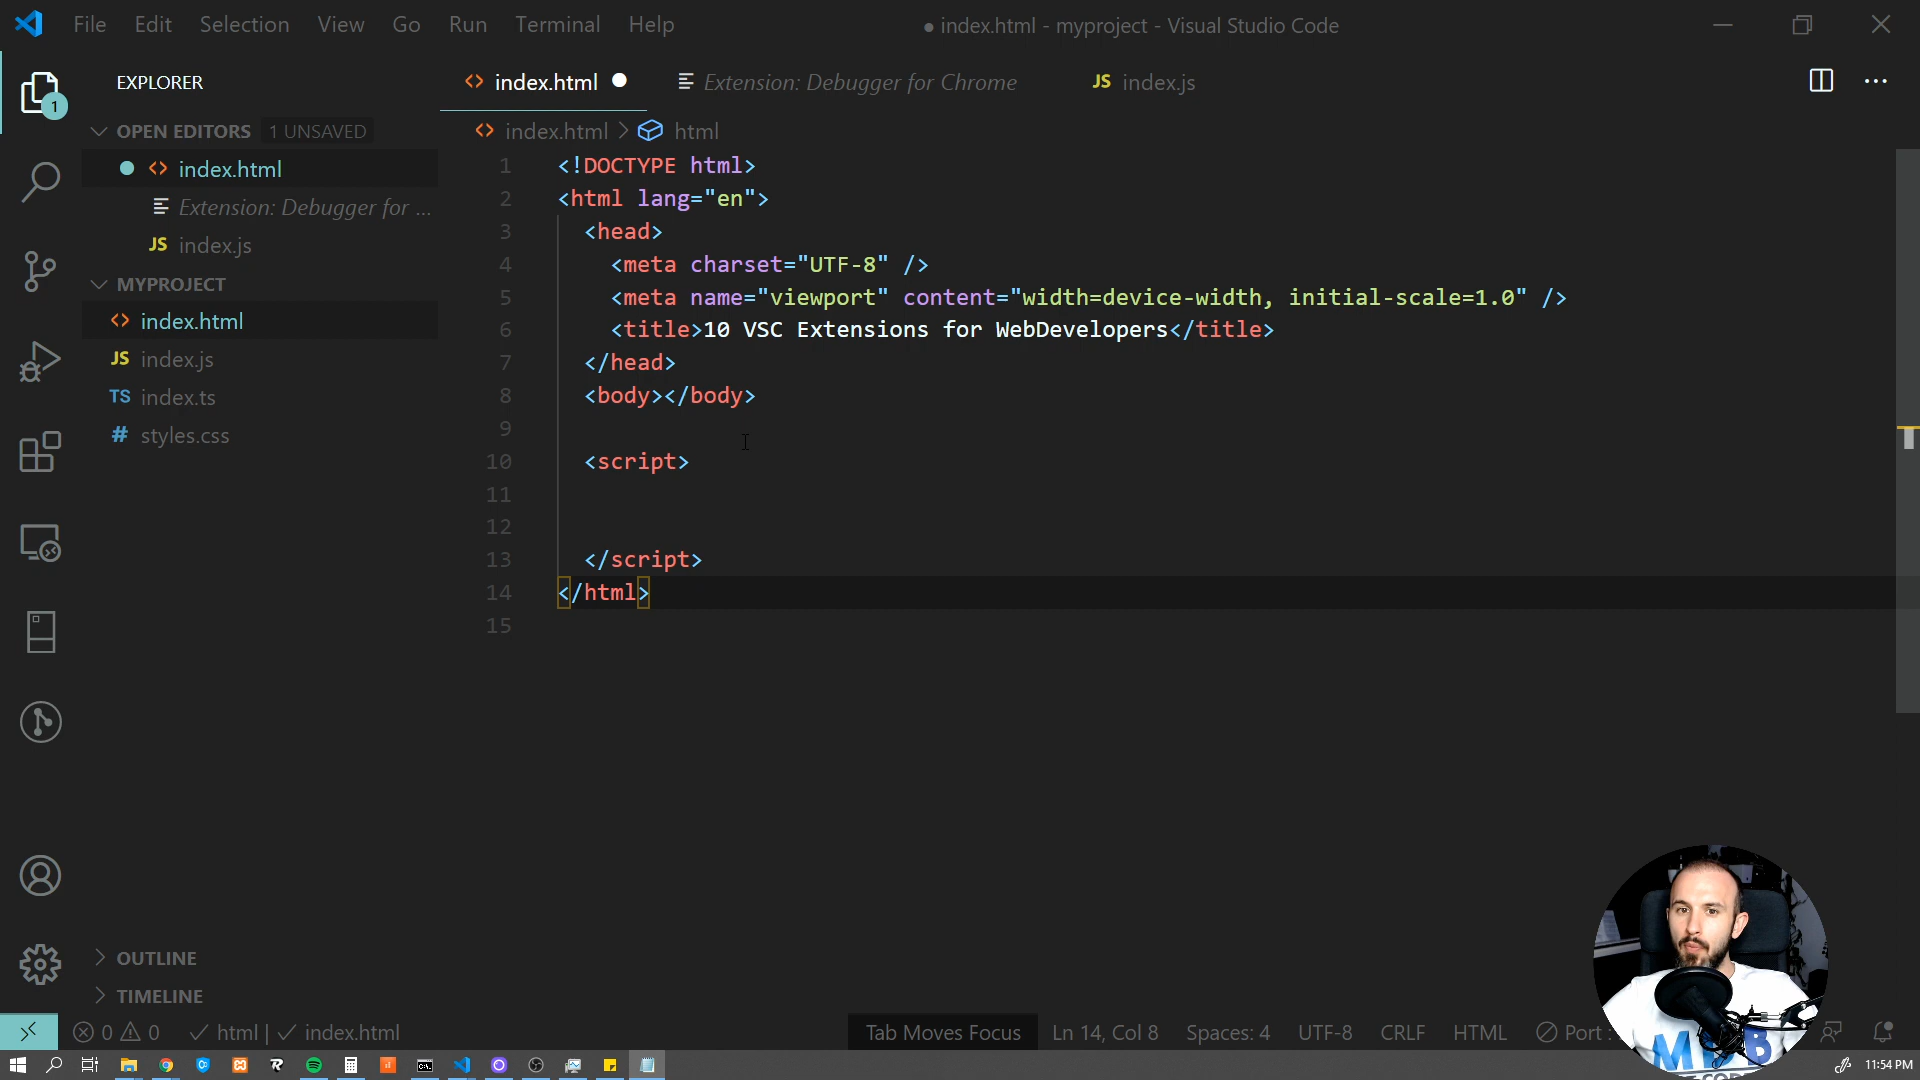 File Edit Selection View Go Run Terminal Help
● index.html - myproject - Visual Studio Code
EXPLORER
index.html
Extension: Debugger for Chrome
JS index.js
1
OPEN EDITORS 1 UNSAVED
index.html > html
index.html
Extension: Debugger for ...
JS index.js
MYPROJECT
index.html
JS index.js
TS index.ts
# styles.css
1 <!DOCTYPE html>
2 <html lang="en">
3 <head>
4 <meta charset="UTF-8" />
5 <meta name="viewport" content="width=device-width, initial-scale=1.0" />
6 <title>10 VSC Extensions for WebDevelopers</title>
7 </head>
8 <body></body>
9
10 <script>
11
12
13 </script>
14 </html>
15
OUTLINE
TIMELINE
0 0 html | index.html
Tab Moves Focus Ln 14, Col 8 Spaces: 4 UTF-8 CRLF HTML Port :
11:54 PM